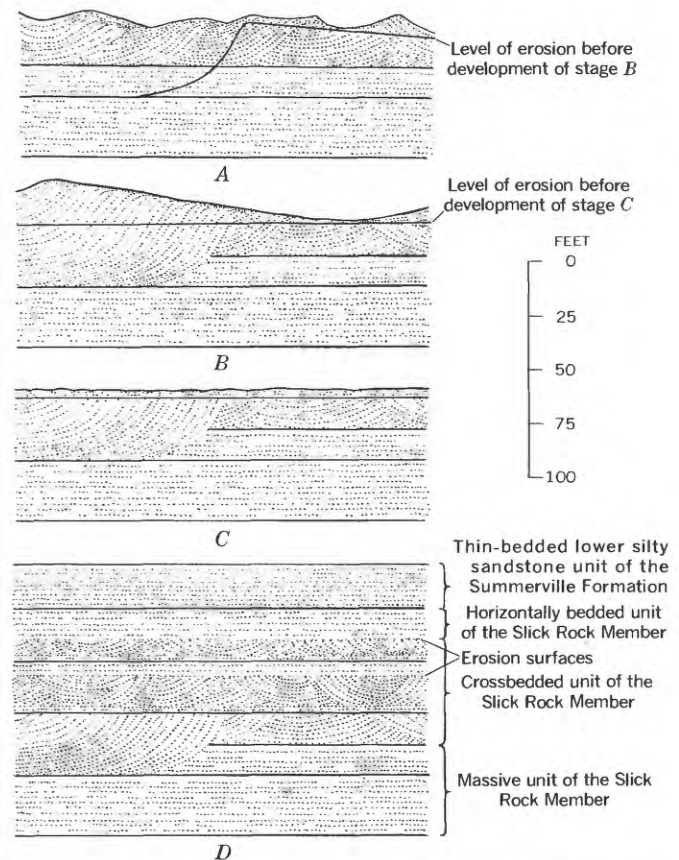 Level of erosion before
development of stage B
A
Level of erosion before
development of stage C
B
FEET
0
25
50
75
100
C
Thin-bedded lower silty
sandstone unit of the
Summerville Formation
Horizontally bedded unit
of the Slick Rock Member
Erosion surfaces
Crossbedded unit of the
Slick Rock Member
Massive unit of the Slick
Rock Member
D